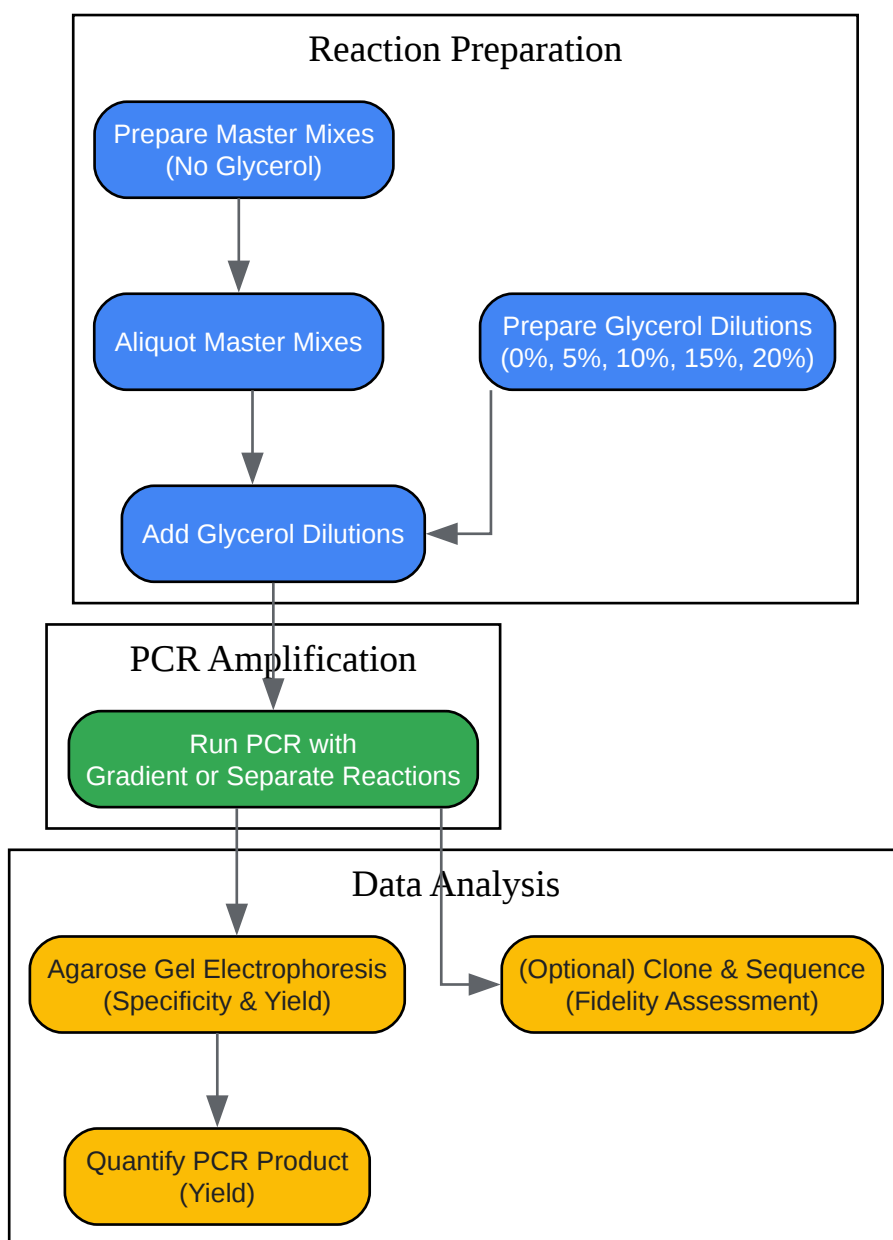 Reaction Preparation
Prepare Master Mixes
(No Glycerol)
Aliquot Master Mixes
Prepare Glycerol Dilutions
(0%, 5%, 10%, 15%, 20%)
Add Glycerol Dilutions
PCR Amplification
Run PCR with
Gradient or Separate Reactions
Data Analysis
Agarose Gel Electrophoresis
(Specificity & Yield)
(Optional) Clone & Sequence
(Fidelity Assessment)
Quantify PCR Product
(Yield)